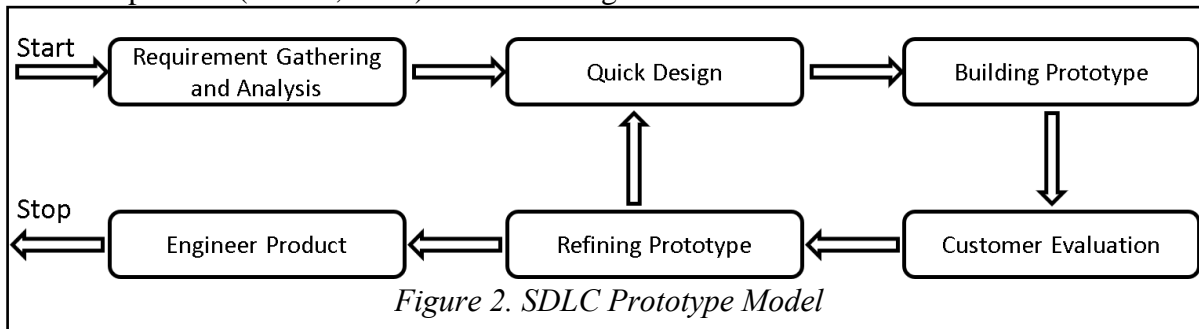 Start
Requirement Gathering
and Analysis
Quick Design
Building Prototype
Stop
Engineer Product
Refining Prototype
Customer Evaluation
Figure 2. SDLC Prototype Model